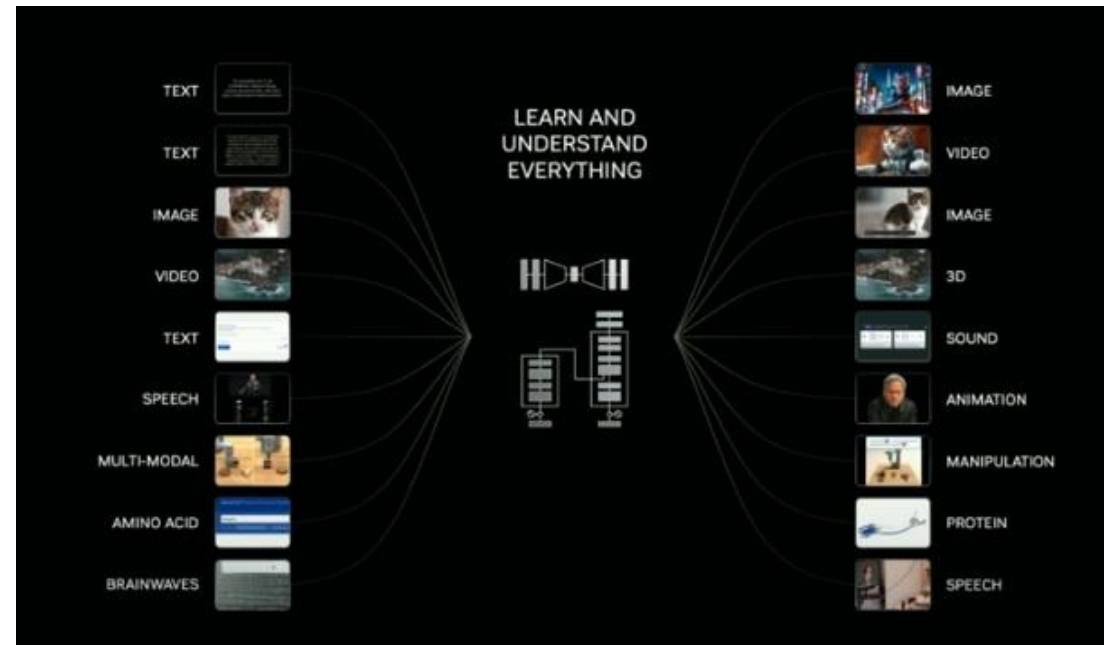 TEXT
TEXT
IMAGE
VIDEO
TEXT
SPEECH
MULTI-MODAL
AMINO ACID
BRAINWAVES
LEARN AND
UNDERSTAND
EVERYTHING
IMAGE
VIDEO
IMAGE
3D
SOUND
ANIMATION
MANIPULATION
PROTEIN
SPEECH